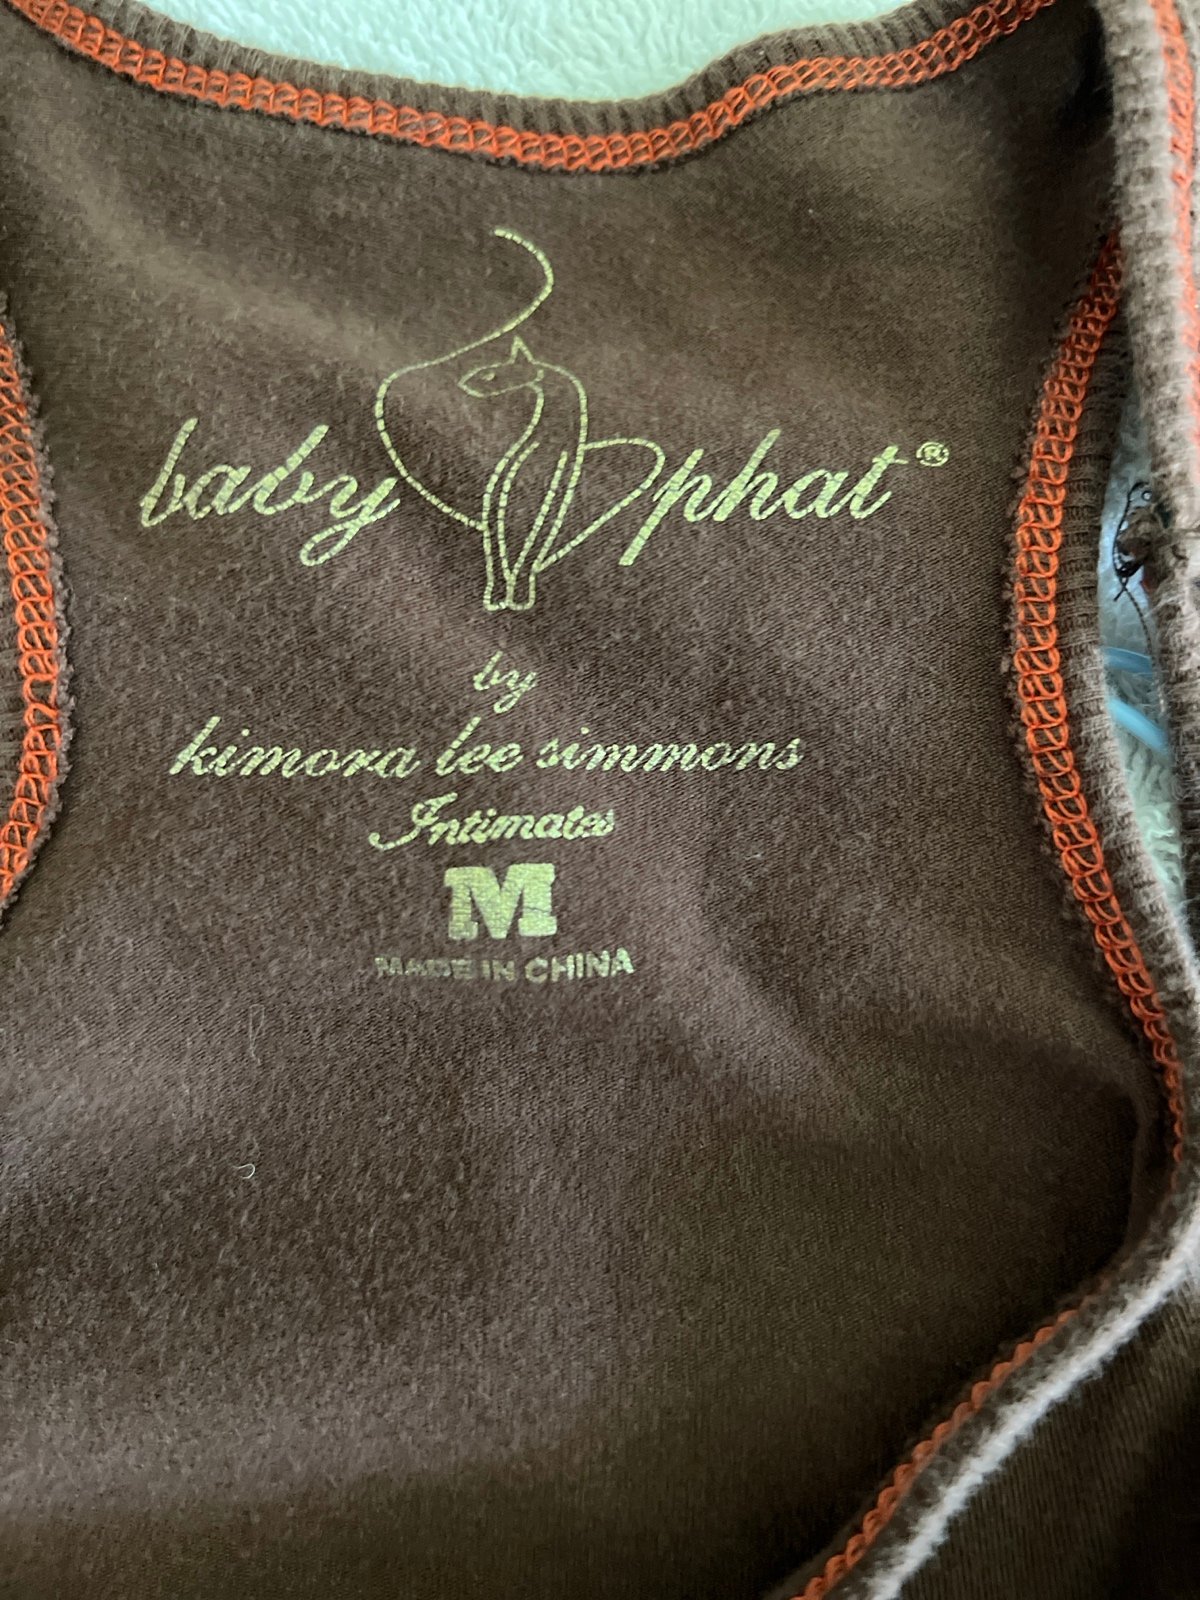 baby phat®
by
kimora lee simmons
Intimates
M
MADE IN CHINA